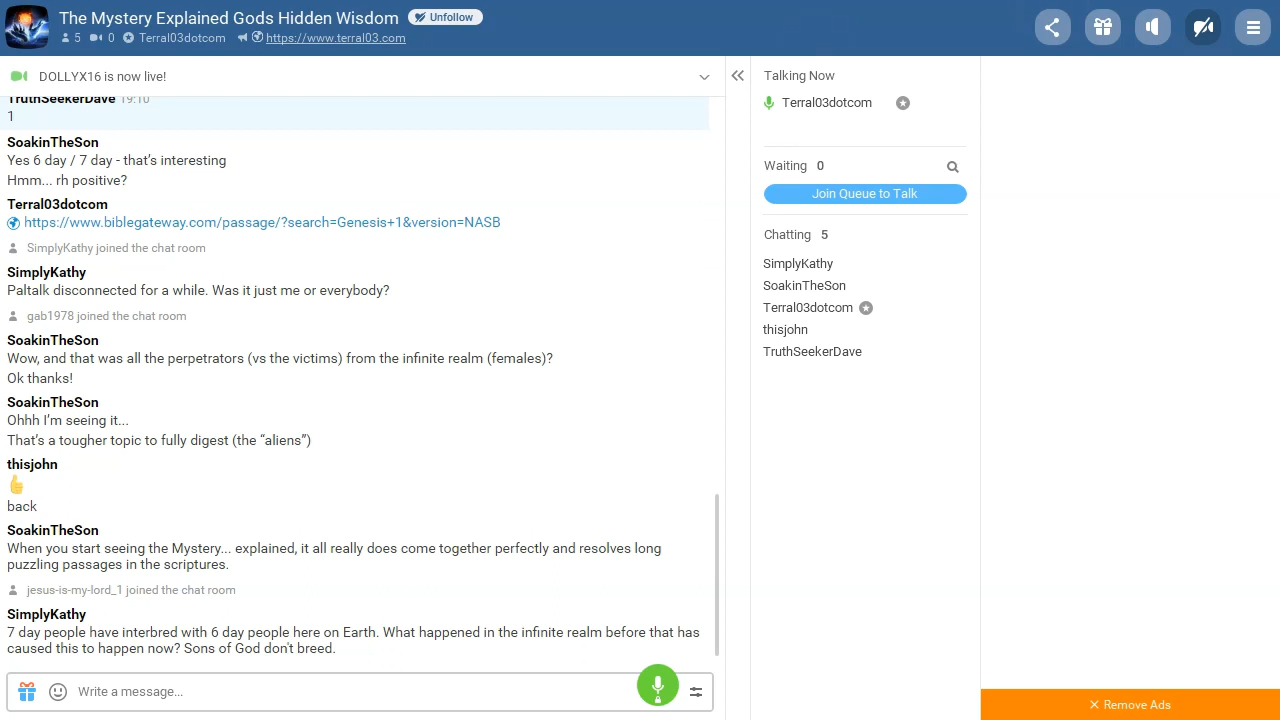 The Mystery Explained Gods Hidden Wisdom Unfollow
5 0 Terral03dotcom https://www.terral03.com
DOLLYX16 is now live!
TruthSeekerDave 19:10
1
SoakinTheSon
Yes 6 day / 7 day - that's interesting
Hmm... rh positive?
Terral03dotcom
https://www.biblegateway.com/passage/?search=Genesis+1&version=NASB
SimplyKathy joined the chat room
SimplyKathy
Paltalk disconnected for a while. Was it just me or everybody?
gab1978 joined the chat room
SoakinTheSon
Wow, and that was all the perpetrators (vs the victims) from the infinite realm (females)?
Ok thanks!
SoakinTheSon
Ohhh I'm seeing it...
That's a tougher topic to fully digest (the “aliens”)
thisjohn
back
SoakinTheSon
When you start seeing the Mystery... explained, it all really does come together perfectly and resolves long
puzzling passages in the scriptures.
jesus-is-my-lord_1 joined the chat room
SimplyKathy
7 day people have interbred with 6 day people here on Earth. What happened in the infinite realm before that has
caused this to happen now? Sons of God don't breed.
Write a message...
Talking Now
Terral03dotcom
Waiting 0
Join Queue to Talk
Chatting 5
SimplyKathy
SoakinTheSon
Terral03dotcom
thisjohn
TruthSeekerDave
Remove Ads